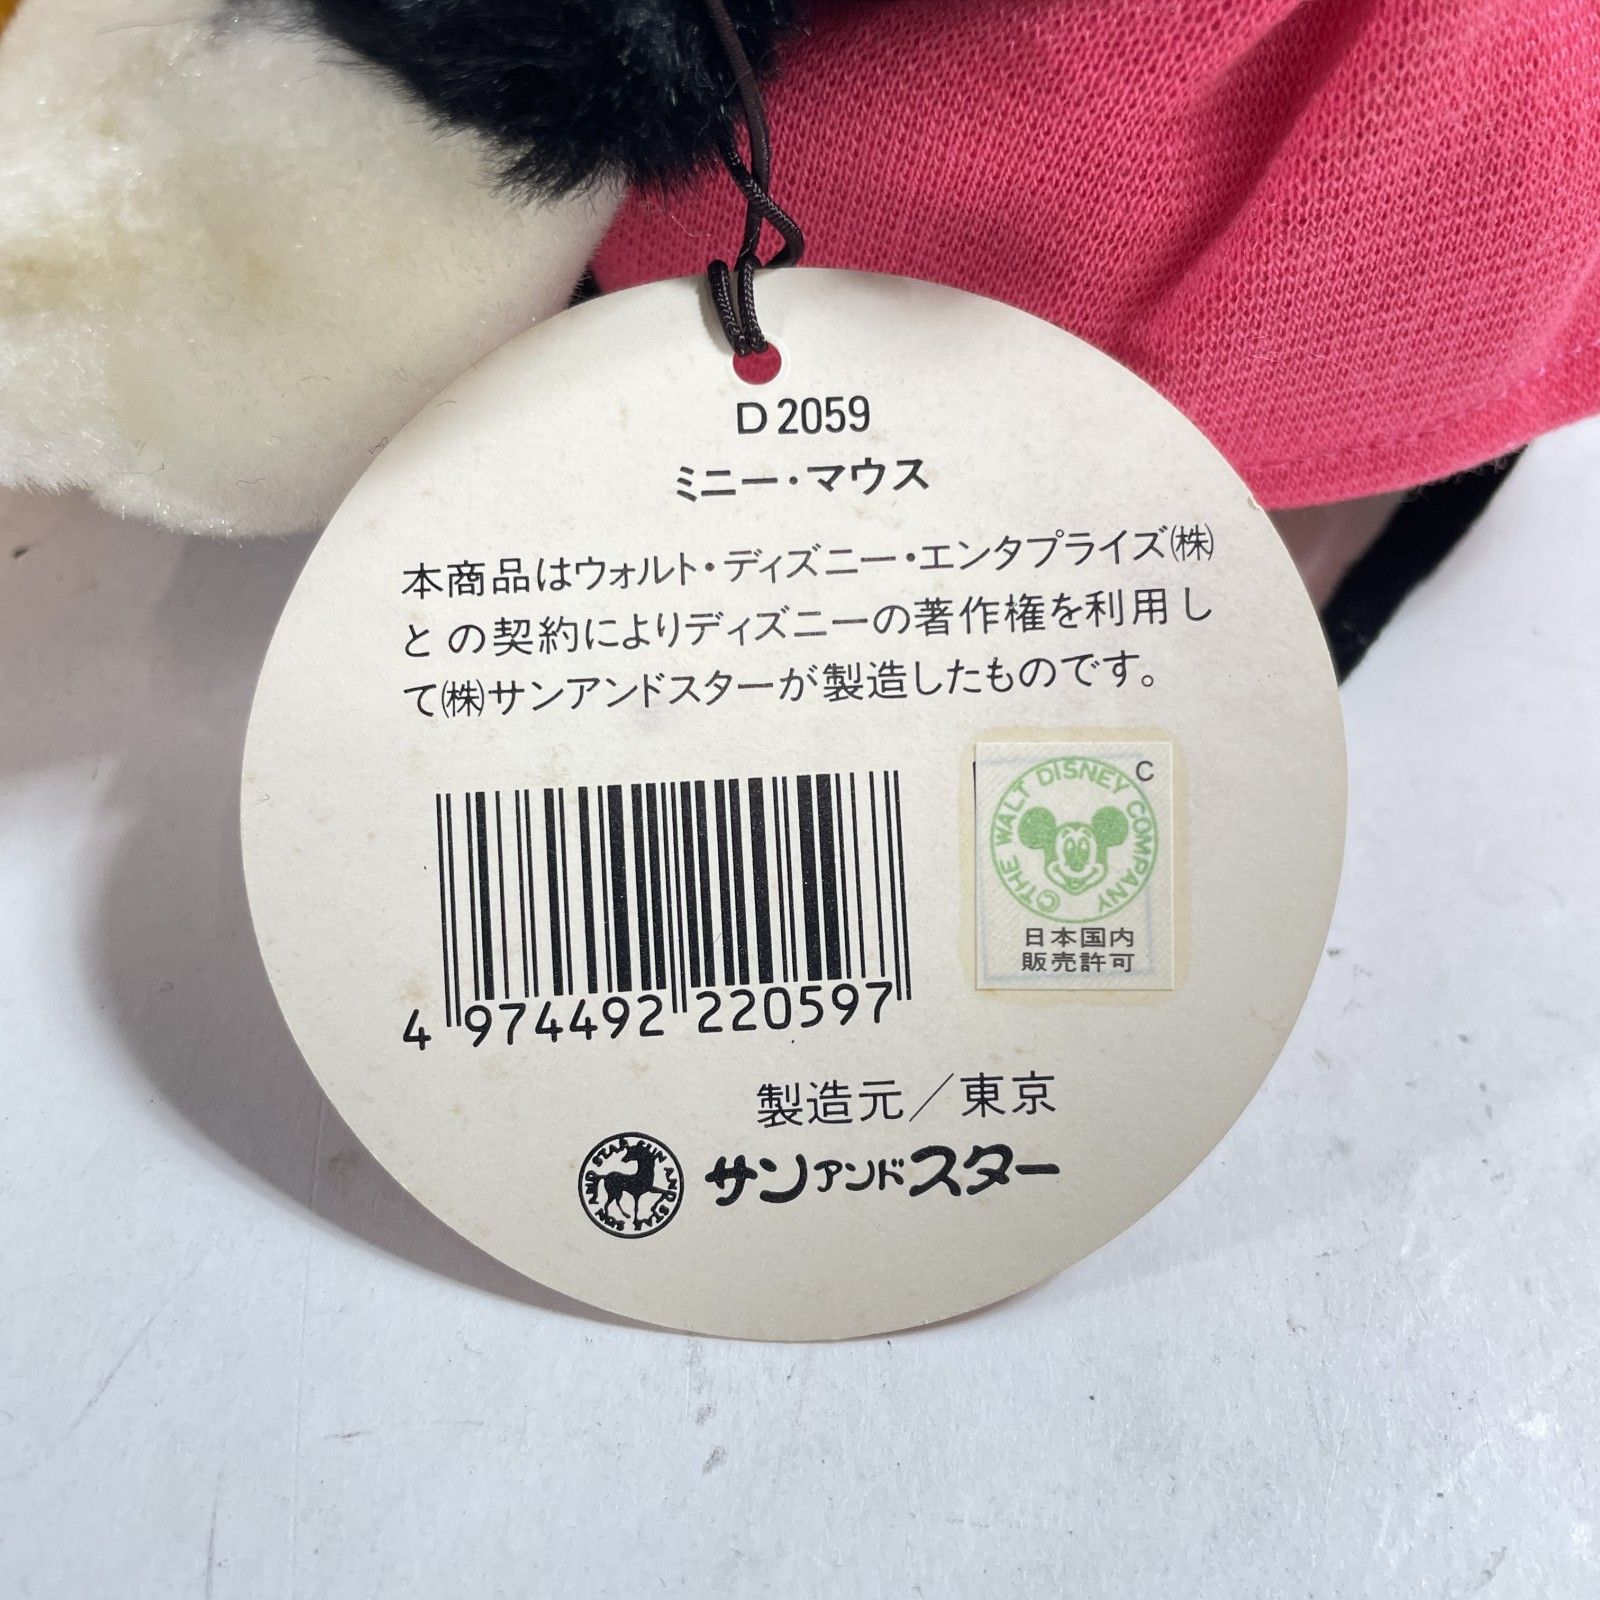 D 2059
ミニー・マウス
本商品はウォルト・ディズニー・エンタプライズ㈱
との契約によりディズニーの著作権を利用し
て㈱サンアンドスターが製造したものです。
C
©THE WALT DISNEY COMPANY
日本国内
販売許可
4 974492 220597
製造元／東京
SUN AND STAR SUN AND STAR
サンアンドスター